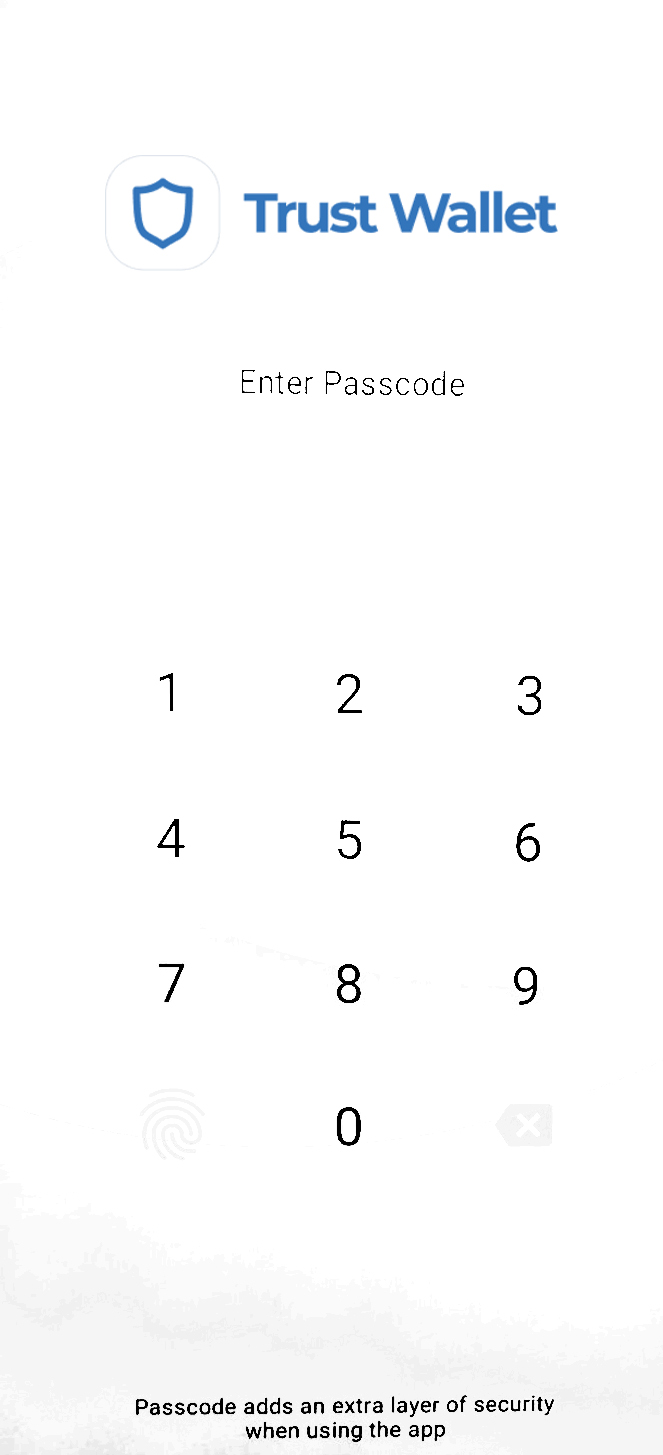 Trust Wallet
Enter Passcode
1 2 3
4 5 6
7 8 9
0
Passcode adds an extra layer of security
when using the app